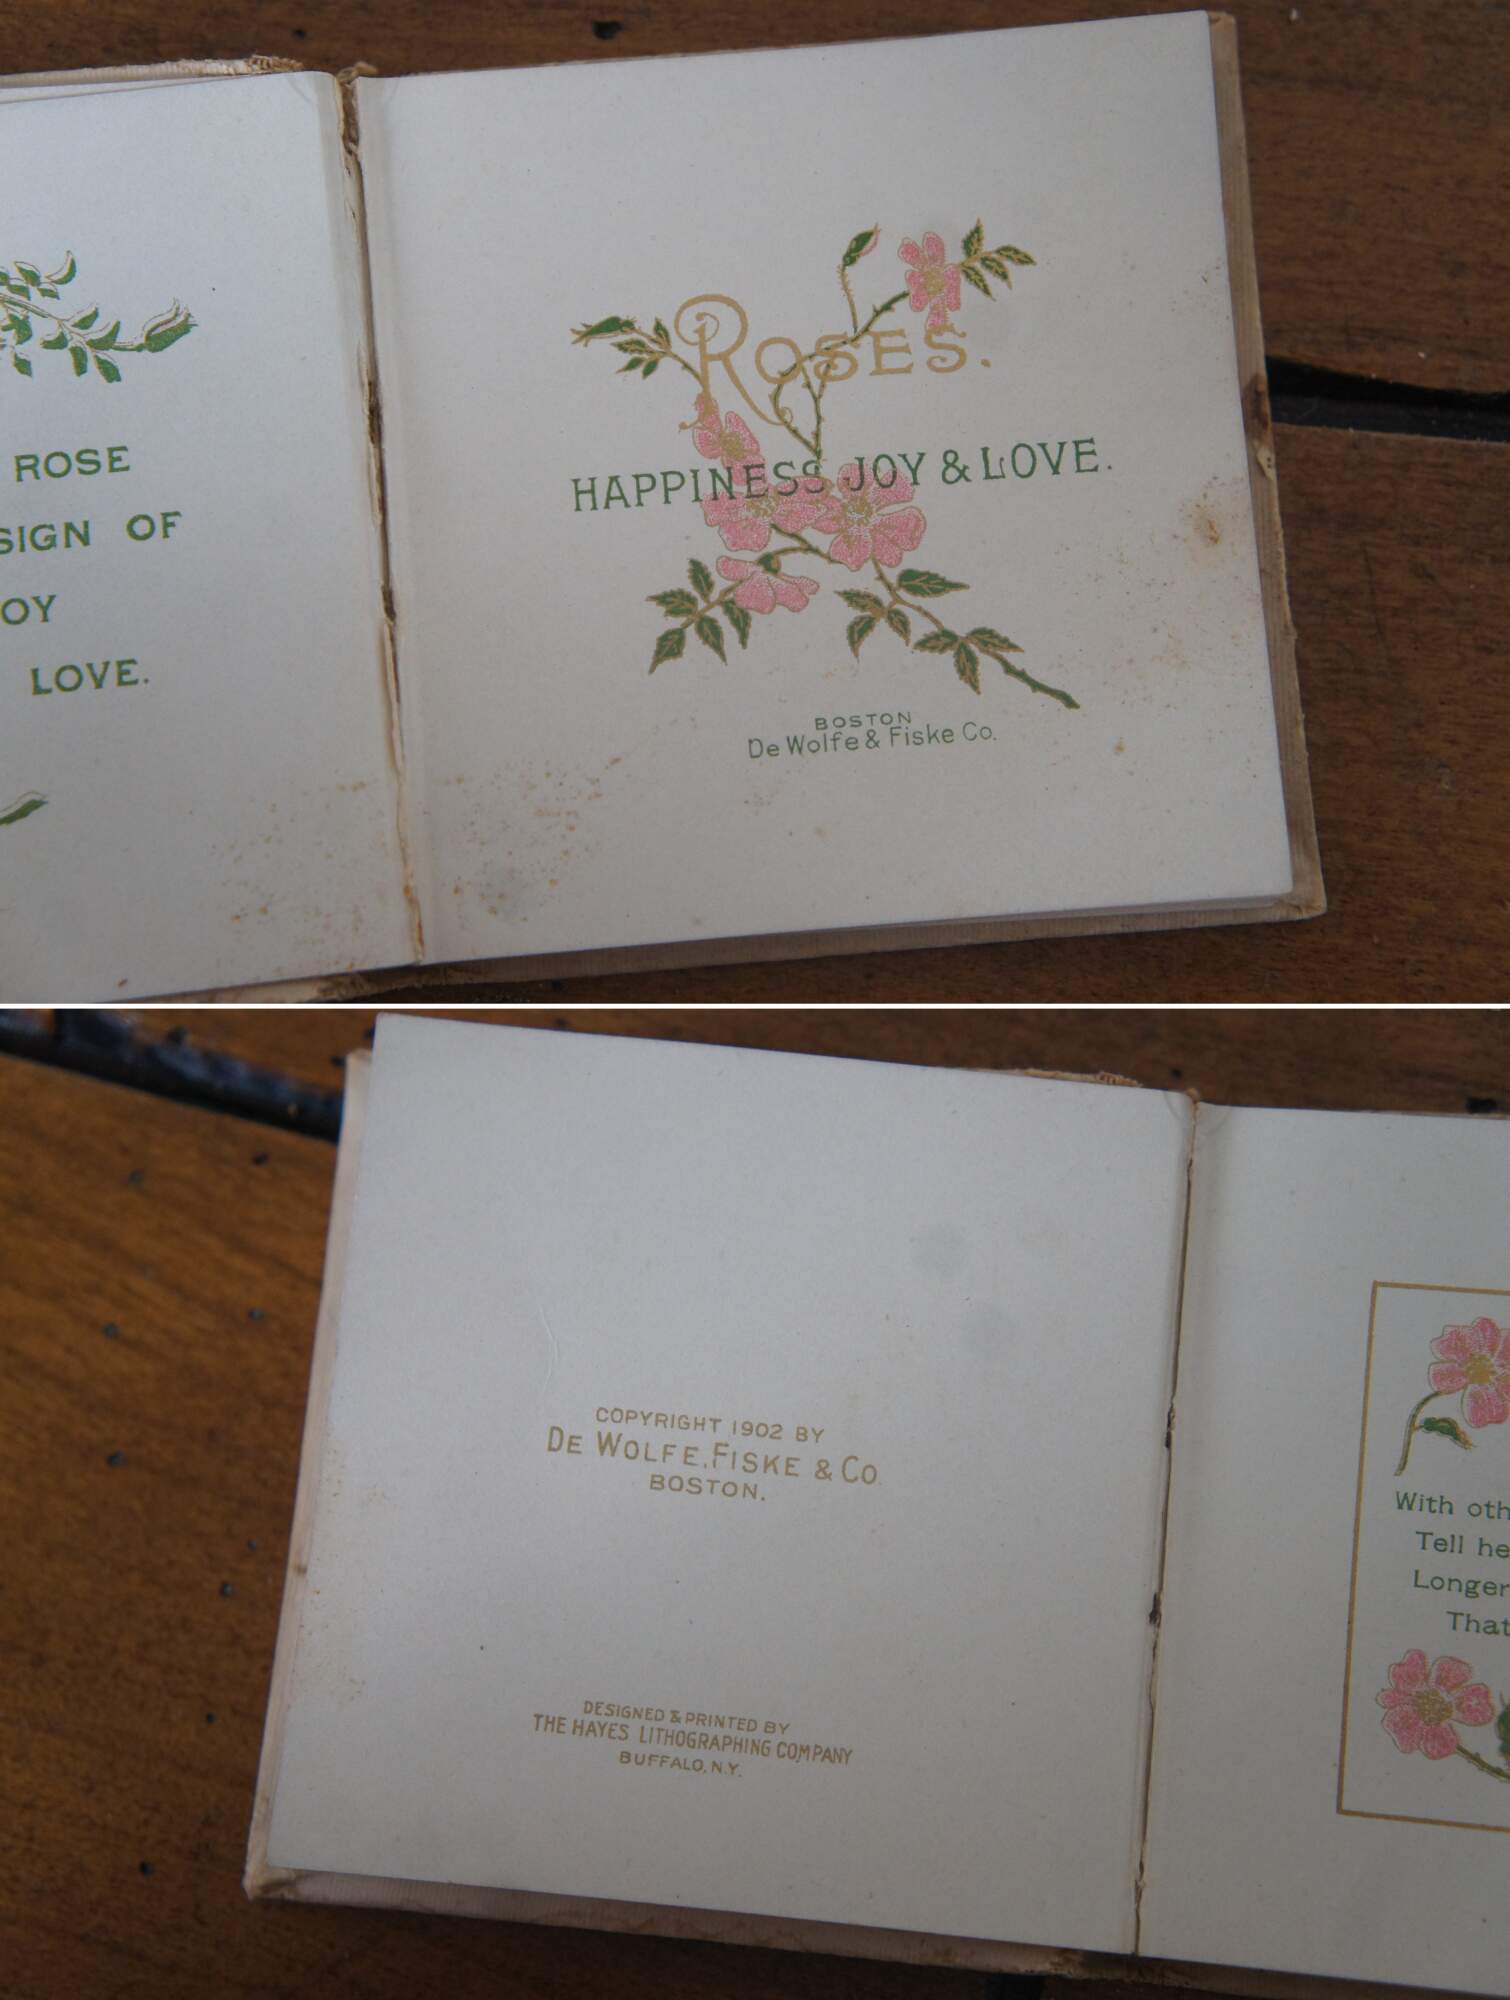 ROSE
SIGN OF
OY
LOVE.
ROSES.
HAPPINESS JOY & LOVE.
BOSTON
De Wolfe & Fiske Co.
COPYRIGHT 1902 BY
DE WOLFE, FISKE & CO.
BOSTON.
DESIGNED & PRINTED BY
THE HAYES LITHOGRAPHING COMPANY
BUFFALO, N.Y.
With oth
Tell he
Longer
That